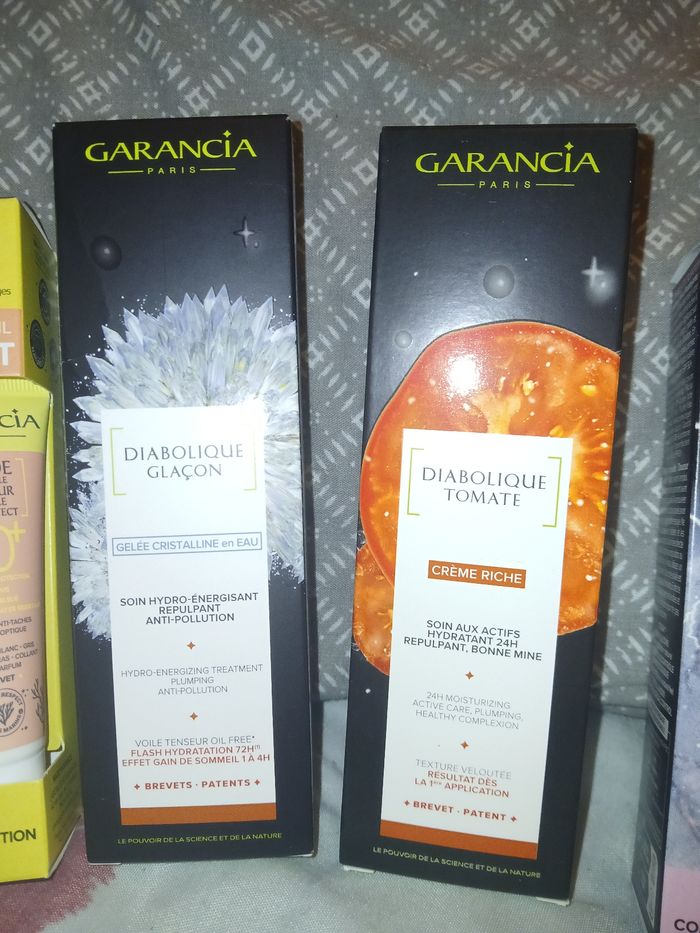 GARANCIA
PARIS
DIABOLIQUE
GLAÇON
GELÉE CRISTALLINE en EAU
SOIN HYDRO-ÉNERGISANT
REPULPANT
ANTI-POLLUTION
HYDRO-ENERGIZING TREATMENT
PLUMPING
ANTI-POLLUTION
VOILE TENSEUR OIL FREE*
FLASH HYDRATATION 72H(1)
EFFET GAIN DE SOMMEIL 1 À 4H
BREVETS · PATENTS
LE POUVOIR DE LA SCIENCE ET DE LA NATURE
GARANCIA
PARIS
DIABOLIQUE
TOMATE
CRÈME RICHE
SOIN AUX ACTIFS
HYDRATANT 24H
REPULPANT, BONNE MINE
24H MOISTURIZING
ACTIVE CARE, PLUMPING,
HEALTHY COMPLEXION
TEXTURE VELOUTÉE
RÉSULTAT DÈS
LA 1ère APPLICATION
BREVET · PATENT
LE POUVOIR DE LA SCIENCE ET DE LA NATURE
ANTI-TACHES
OPTIQUE